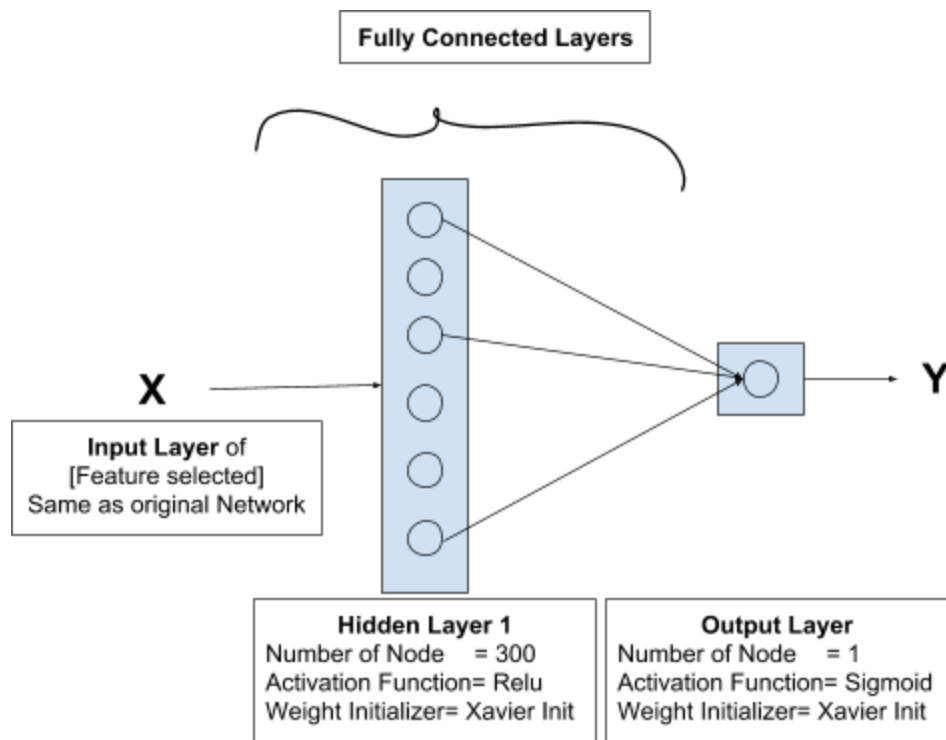 Fully Connected Layers
X
Y
Input Layer of
[Feature selected]
Same as original Network
Hidden Layer 1
Number of Node = 300
Activation Function= Relu
Weight Initializer= Xavier Init
Output Layer
Number of Node = 1
Activation Function= Sigmoid
Weight Initializer= Xavier Init